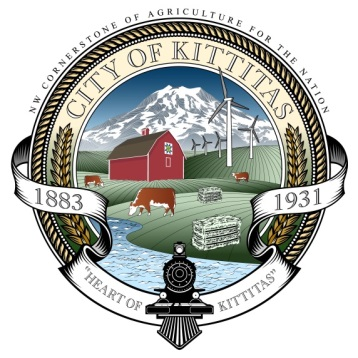 NW CORNERSTONE OF AGRICULTURE FOR THE NATION
CITY OF KITTITAS
1883
1931
"HEART OF KITTITAS"